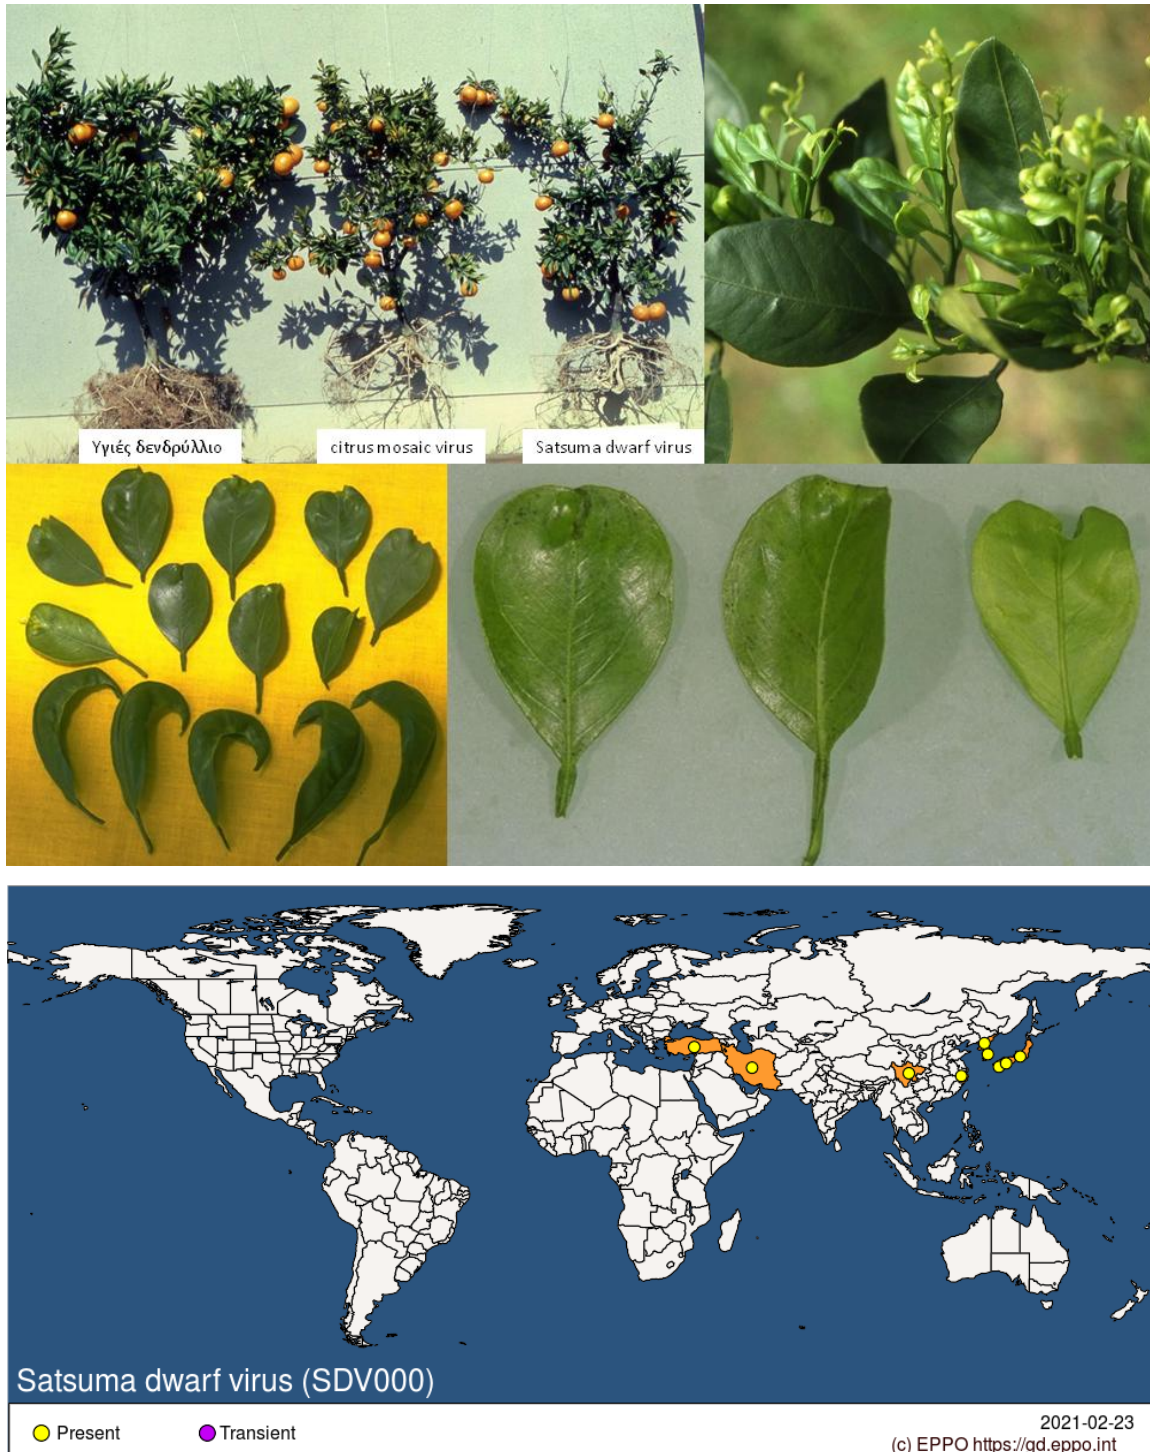 Υγιές δενδρύλλιο
citrus mosaic virus
Satsuma dwarf virus
Satsuma dwarf virus (SDV000)
Present
Transient
2021-02-23
(c) EPPO https://gd.eppo.int